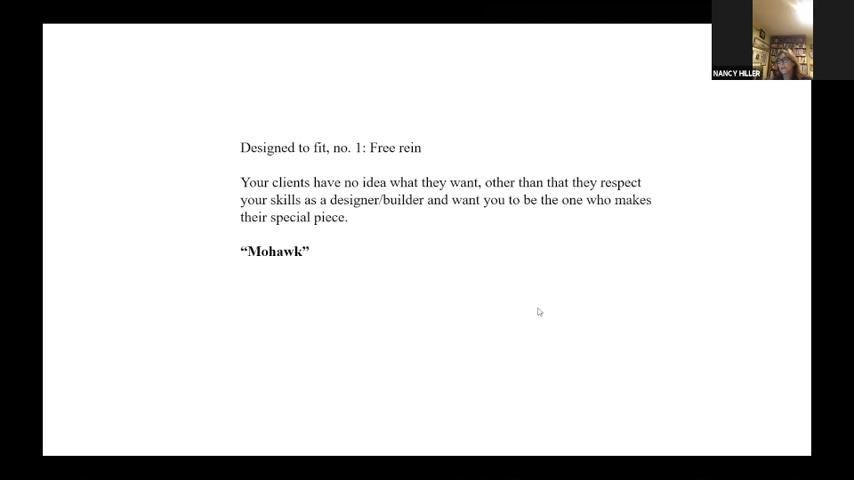 NANCY HILLER
Designed to fit, no. 1: Free rein
Your clients have no idea what they want, other than that they respect
your skills as a designer/builder and want you to be the one who makes
their special piece.
“Mohawk”